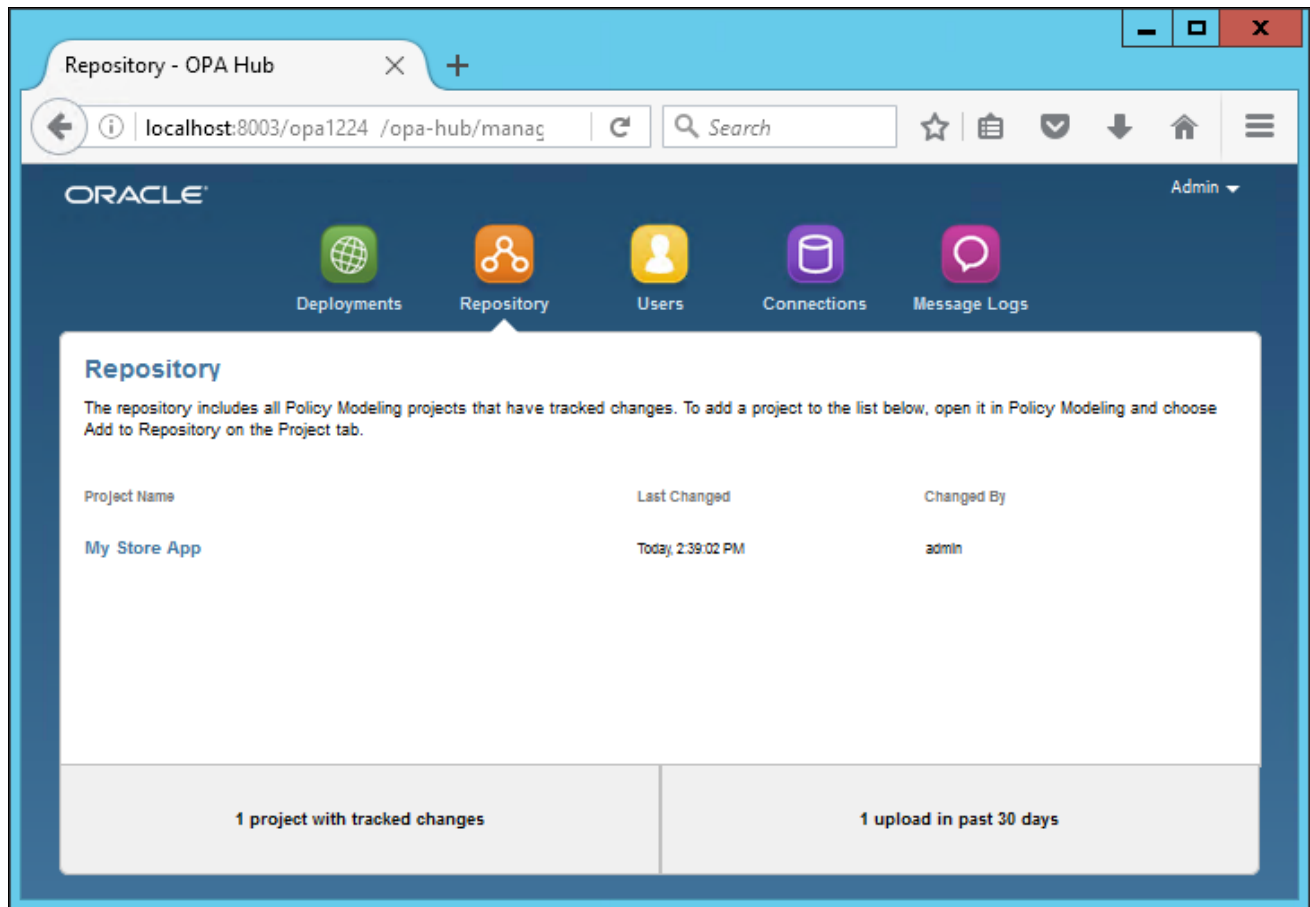 Repository - OPA Hub
localhost:8003/opa1224 /opa-hub/manag
Search
ORACLE
Admin
Deployments
Repository
Users
Connections
Message Logs
Repository
The repository includes all Policy Modeling projects that have tracked changes. To add a project to the list below, open it in Policy Modeling and choose
Add to Repository on the Project tab.
Project Name Last Changed Changed By
My Store App Today, 2:39:02 PM admin
1 project with tracked changes 1 upload in past 30 days